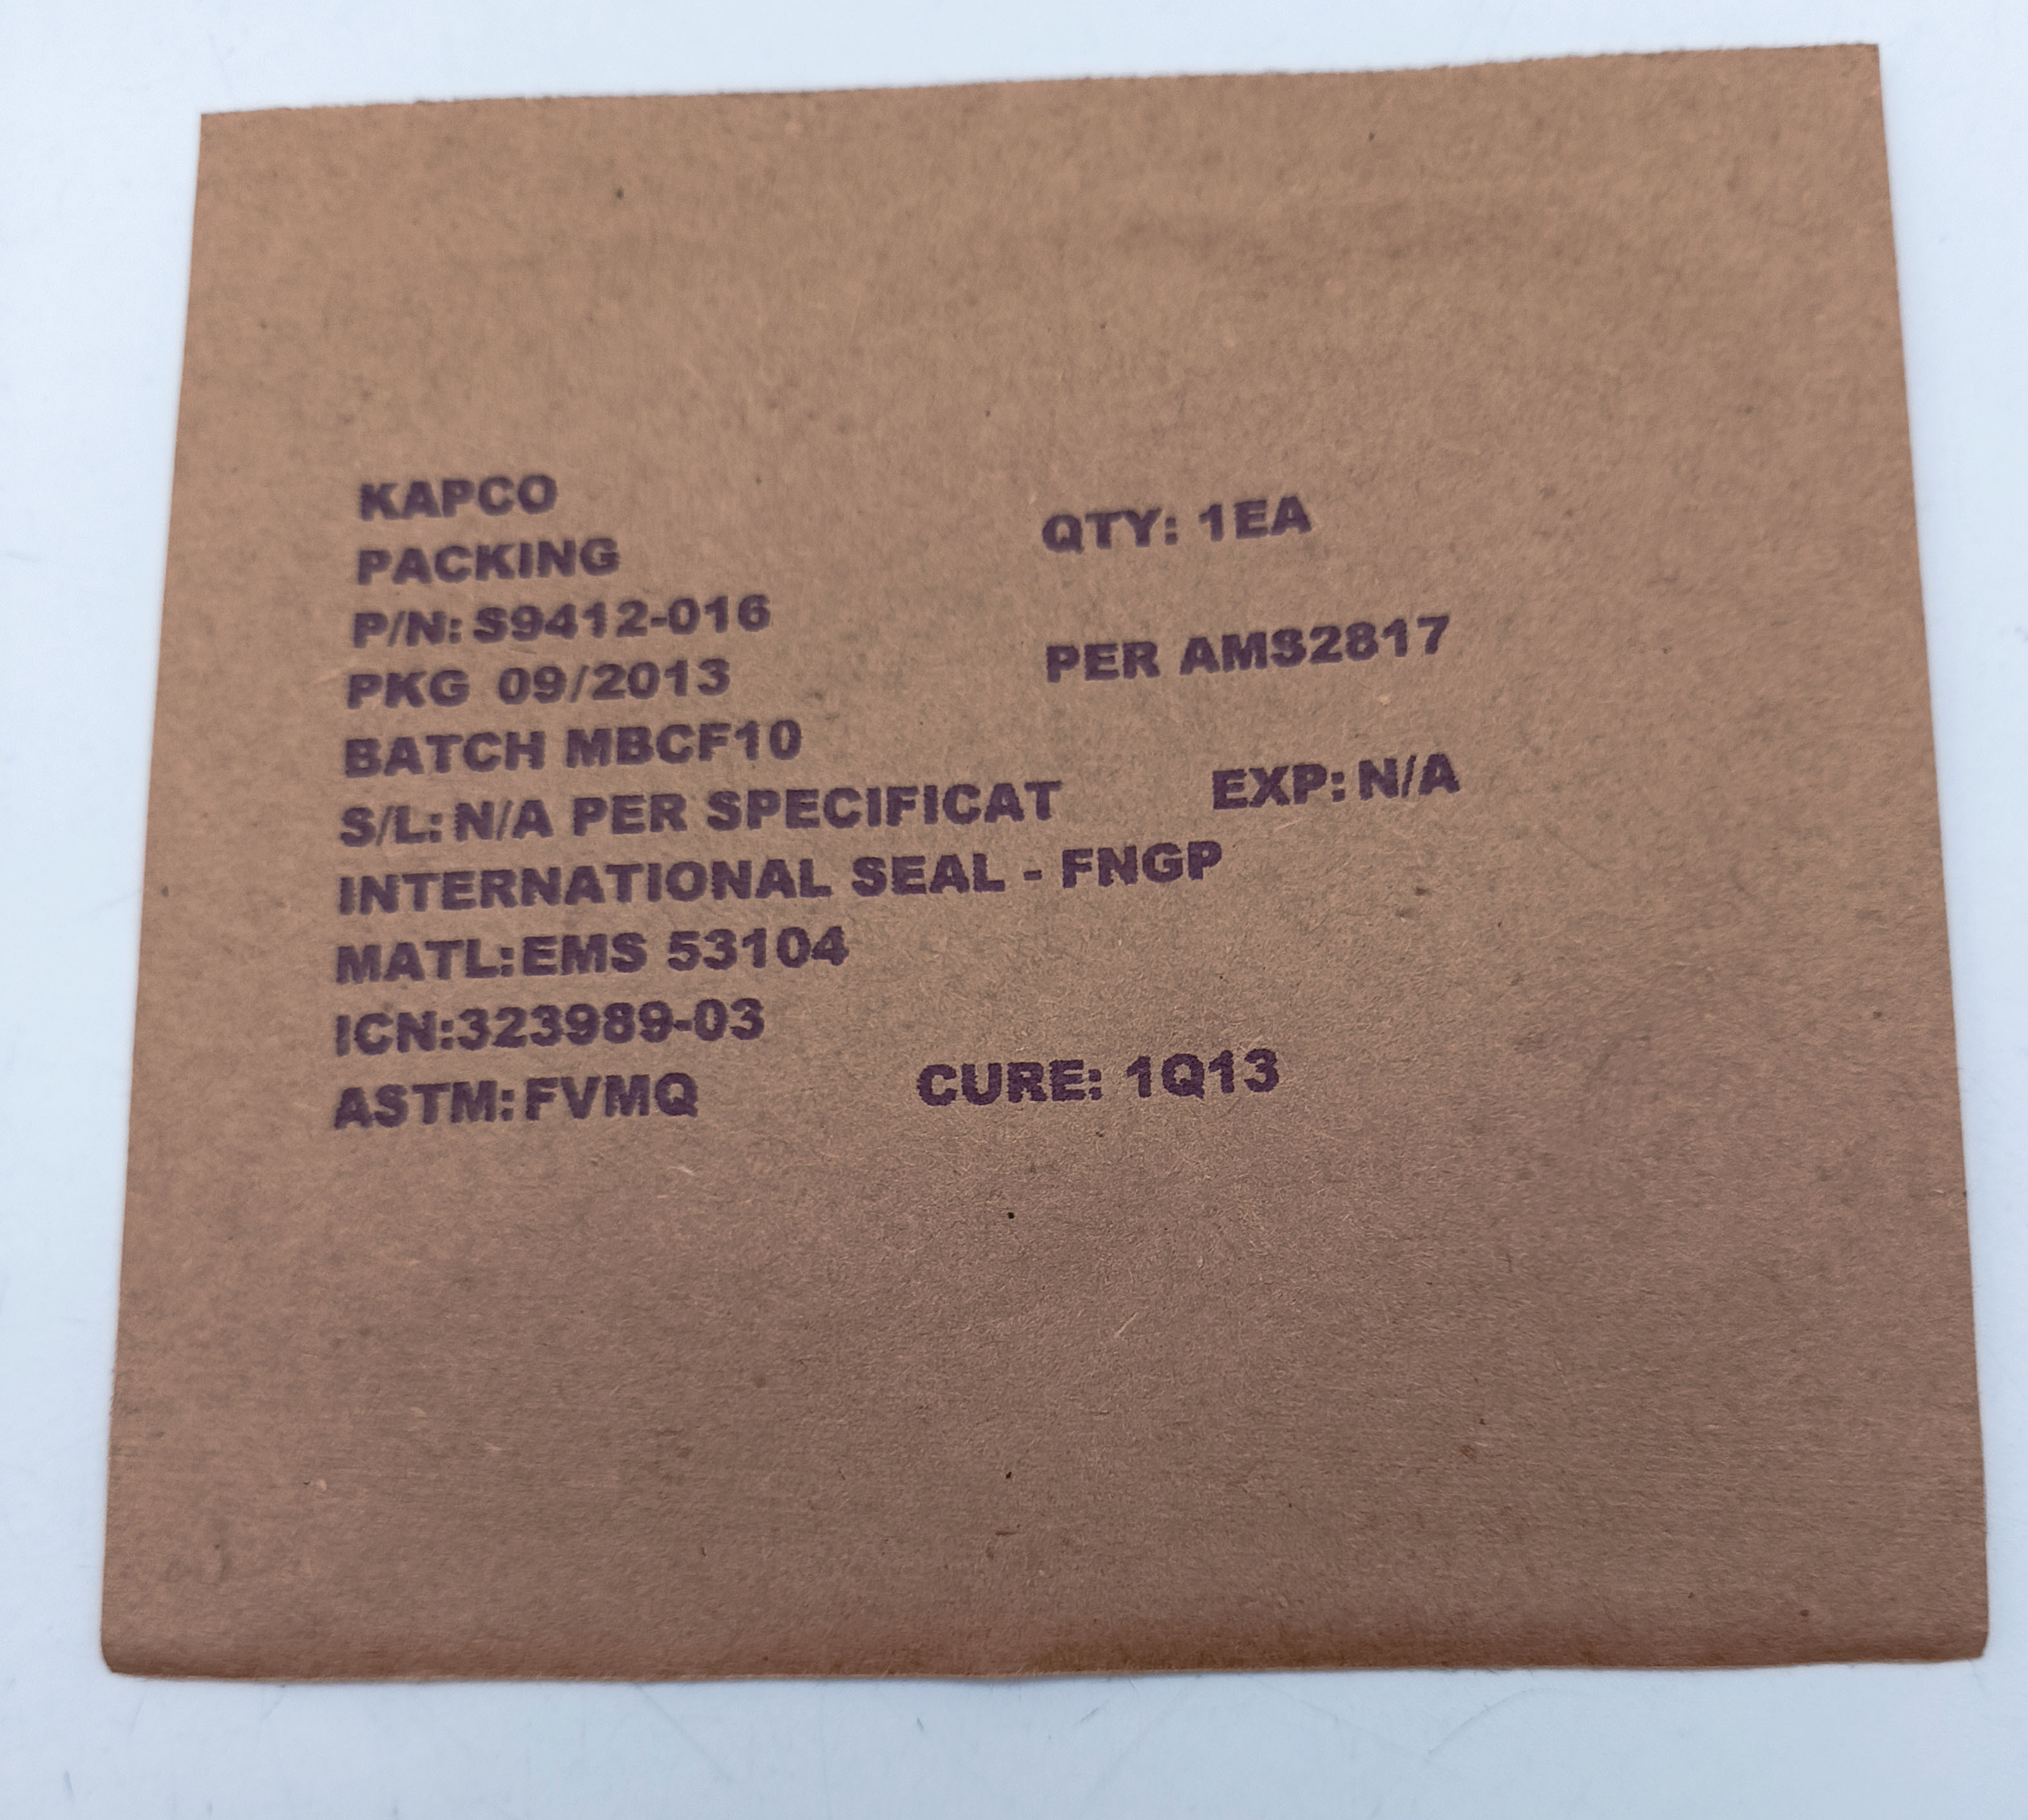 KAPCO
PACKING QTY: 1EA
P/N: S9412-016
PKG 09/2013 PER AMS2817
BATCH MBCF10
S/L: N/A PER SPECIFICAT EXP: N/A
INTERNATIONAL SEAL - FNGP
MATL:EMS 53104
ICN:323989-03
ASTM:FVMQ CURE: 1Q13